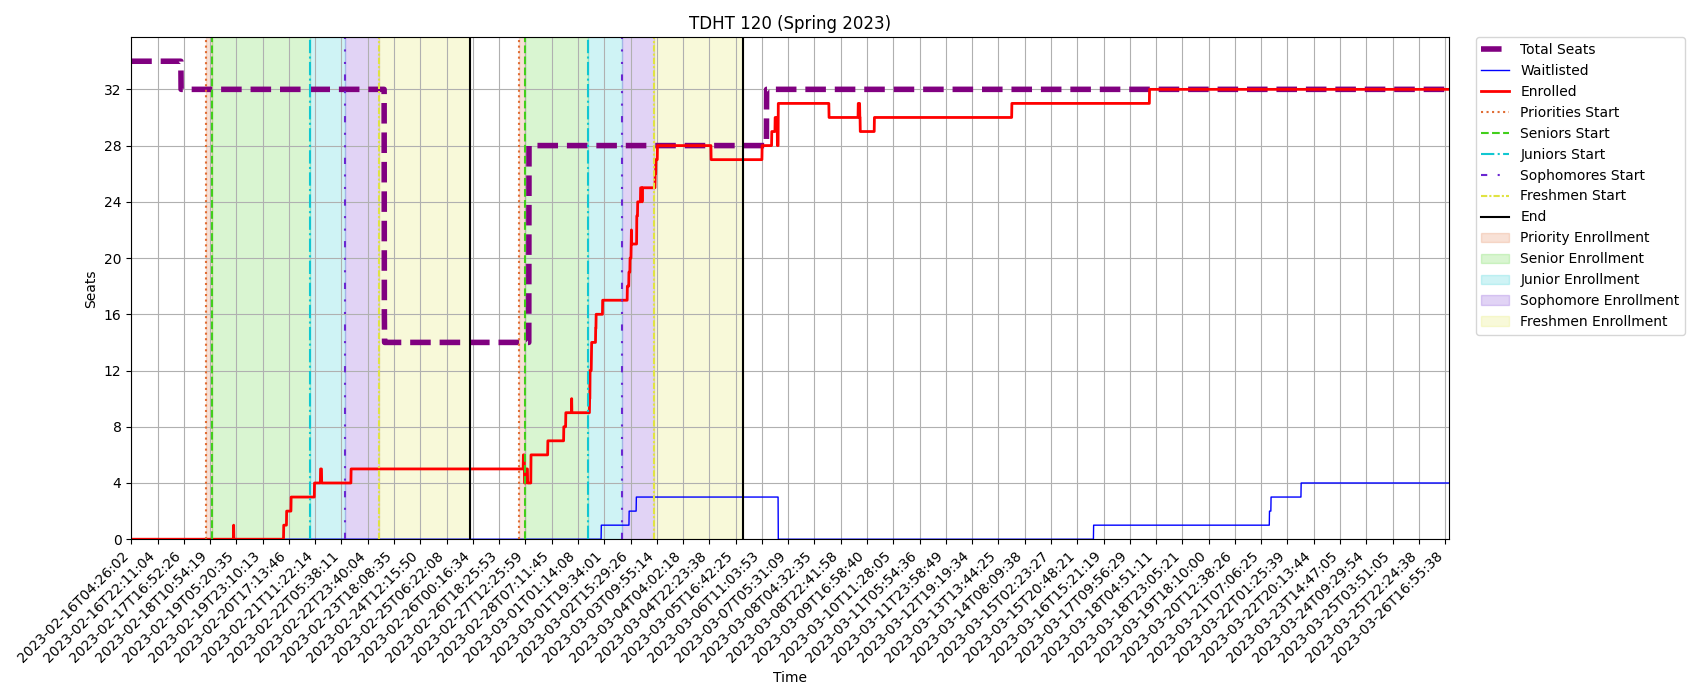 TDHT 120 (Spring 2023)
Seats
32
28
24
20
16
12
8
4
0
2023-02-16T04:26:02
2023-02-16T22:11:04
2023-02-17T16:52:26
2023-02-18T10:54:19
2023-02-19T05:20:35
2023-02-19T23:10:13
2023-02-20T17:13:46
2023-02-21T11:22:14
2023-02-22T05:38:11
2023-02-22T23:40:04
2023-02-23T18:08:35
2023-02-24T12:15:50
2023-02-25T06:22:08
2023-02-26T00:16:34
2023-02-26T18:25:53
2023-02-27T12:25:59
2023-02-28T07:11:45
2023-03-01T01:14:08
2023-03-01T19:34:01
2023-03-02T15:29:26
2023-03-03T09:55:14
2023-03-04T04:02:18
2023-03-04T22:23:38
2023-03-05T16:42:25
2023-03-06T11:03:53
2023-03-07T05:31:09
2023-03-08T04:32:35
2023-03-08T22:41:58
2023-03-09T16:58:40
2023-03-10T11:28:05
2023-03-11T05:54:36
2023-03-11T23:58:49
2023-03-12T19:19:34
2023-03-13T13:44:25
2023-03-14T08:09:38
2023-03-15T02:23:27
2023-03-15T20:48:21
2023-03-16T15:21:19
2023-03-17T09:56:29
2023-03-18T04:51:11
2023-03-18T23:05:21
2023-03-19T18:10:00
2023-03-20T12:38:26
2023-03-21T07:06:25
2023-03-22T01:25:39
2023-03-22T20:13:44
2023-03-23T14:47:05
2023-03-24T09:29:54
2023-03-25T03:51:05
2023-03-25T22:24:38
2023-03-26T16:55:38
Time
Total Seats
Waitlisted
Enrolled
Priorities Start
Seniors Start
Juniors Start
Sophomores Start
Freshmen Start
End
Priority Enrollment
Senior Enrollment
Junior Enrollment
Sophomore Enrollment
Freshmen Enrollment